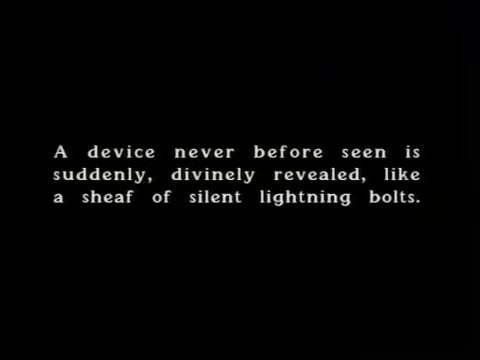 A device never before seen is
suddenly, divinely revealed, like
a sheaf of silent lightning bolts.